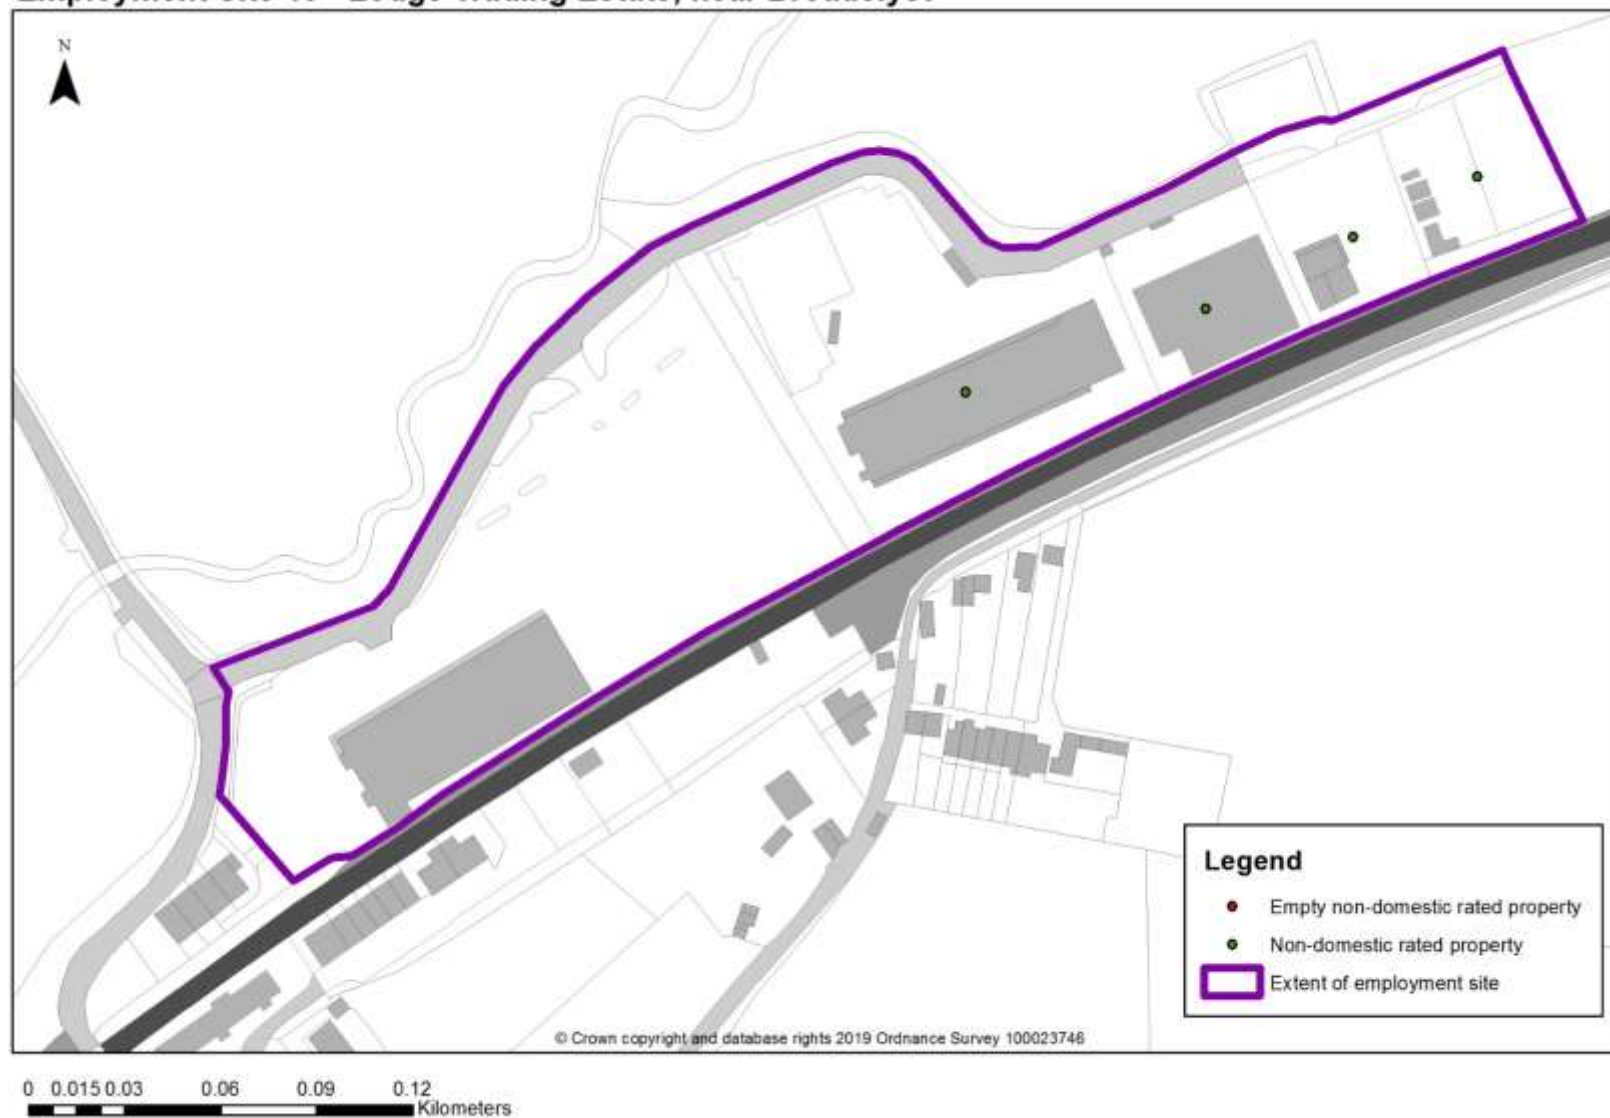 N
Legend
Empty non-domestic rated property
Non-domestic rated property
Extent of employment site
© Crown copyright and database rights 2019 Ordnance Survey 100023746
0 0.015 0.03 0.06 0.09 0.12
Kilometers